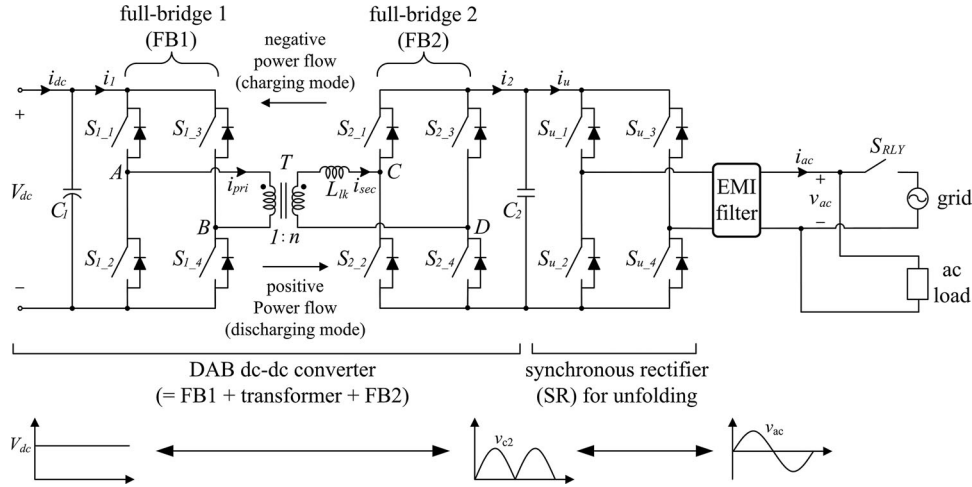 full-bridge 1
(FB1)
full-bridge 2
(FB2)
negative
power flow
(charging mode)
i_dc
i_1
i_2
i_u
+
S_1_1
S_1_3
S_2_1
S_2_3
S_u_1
S_u_3
S_RLY
A
T
i_pri
L_lk
i_sec
C
i_ac
+
V_dc
C_1
C_2
EMI
filter
v_ac
grid
B
1:n
D
–
S_1_2
S_1_4
S_2_2
S_2_4
S_u_2
S_u_4
–
positive
Power flow
(discharging mode)
ac
load
DAB dc-dc converter
(= FB1 + transformer + FB2)
synchronous rectifier
(SR) for unfolding
V_dc
v_c2
v_ac